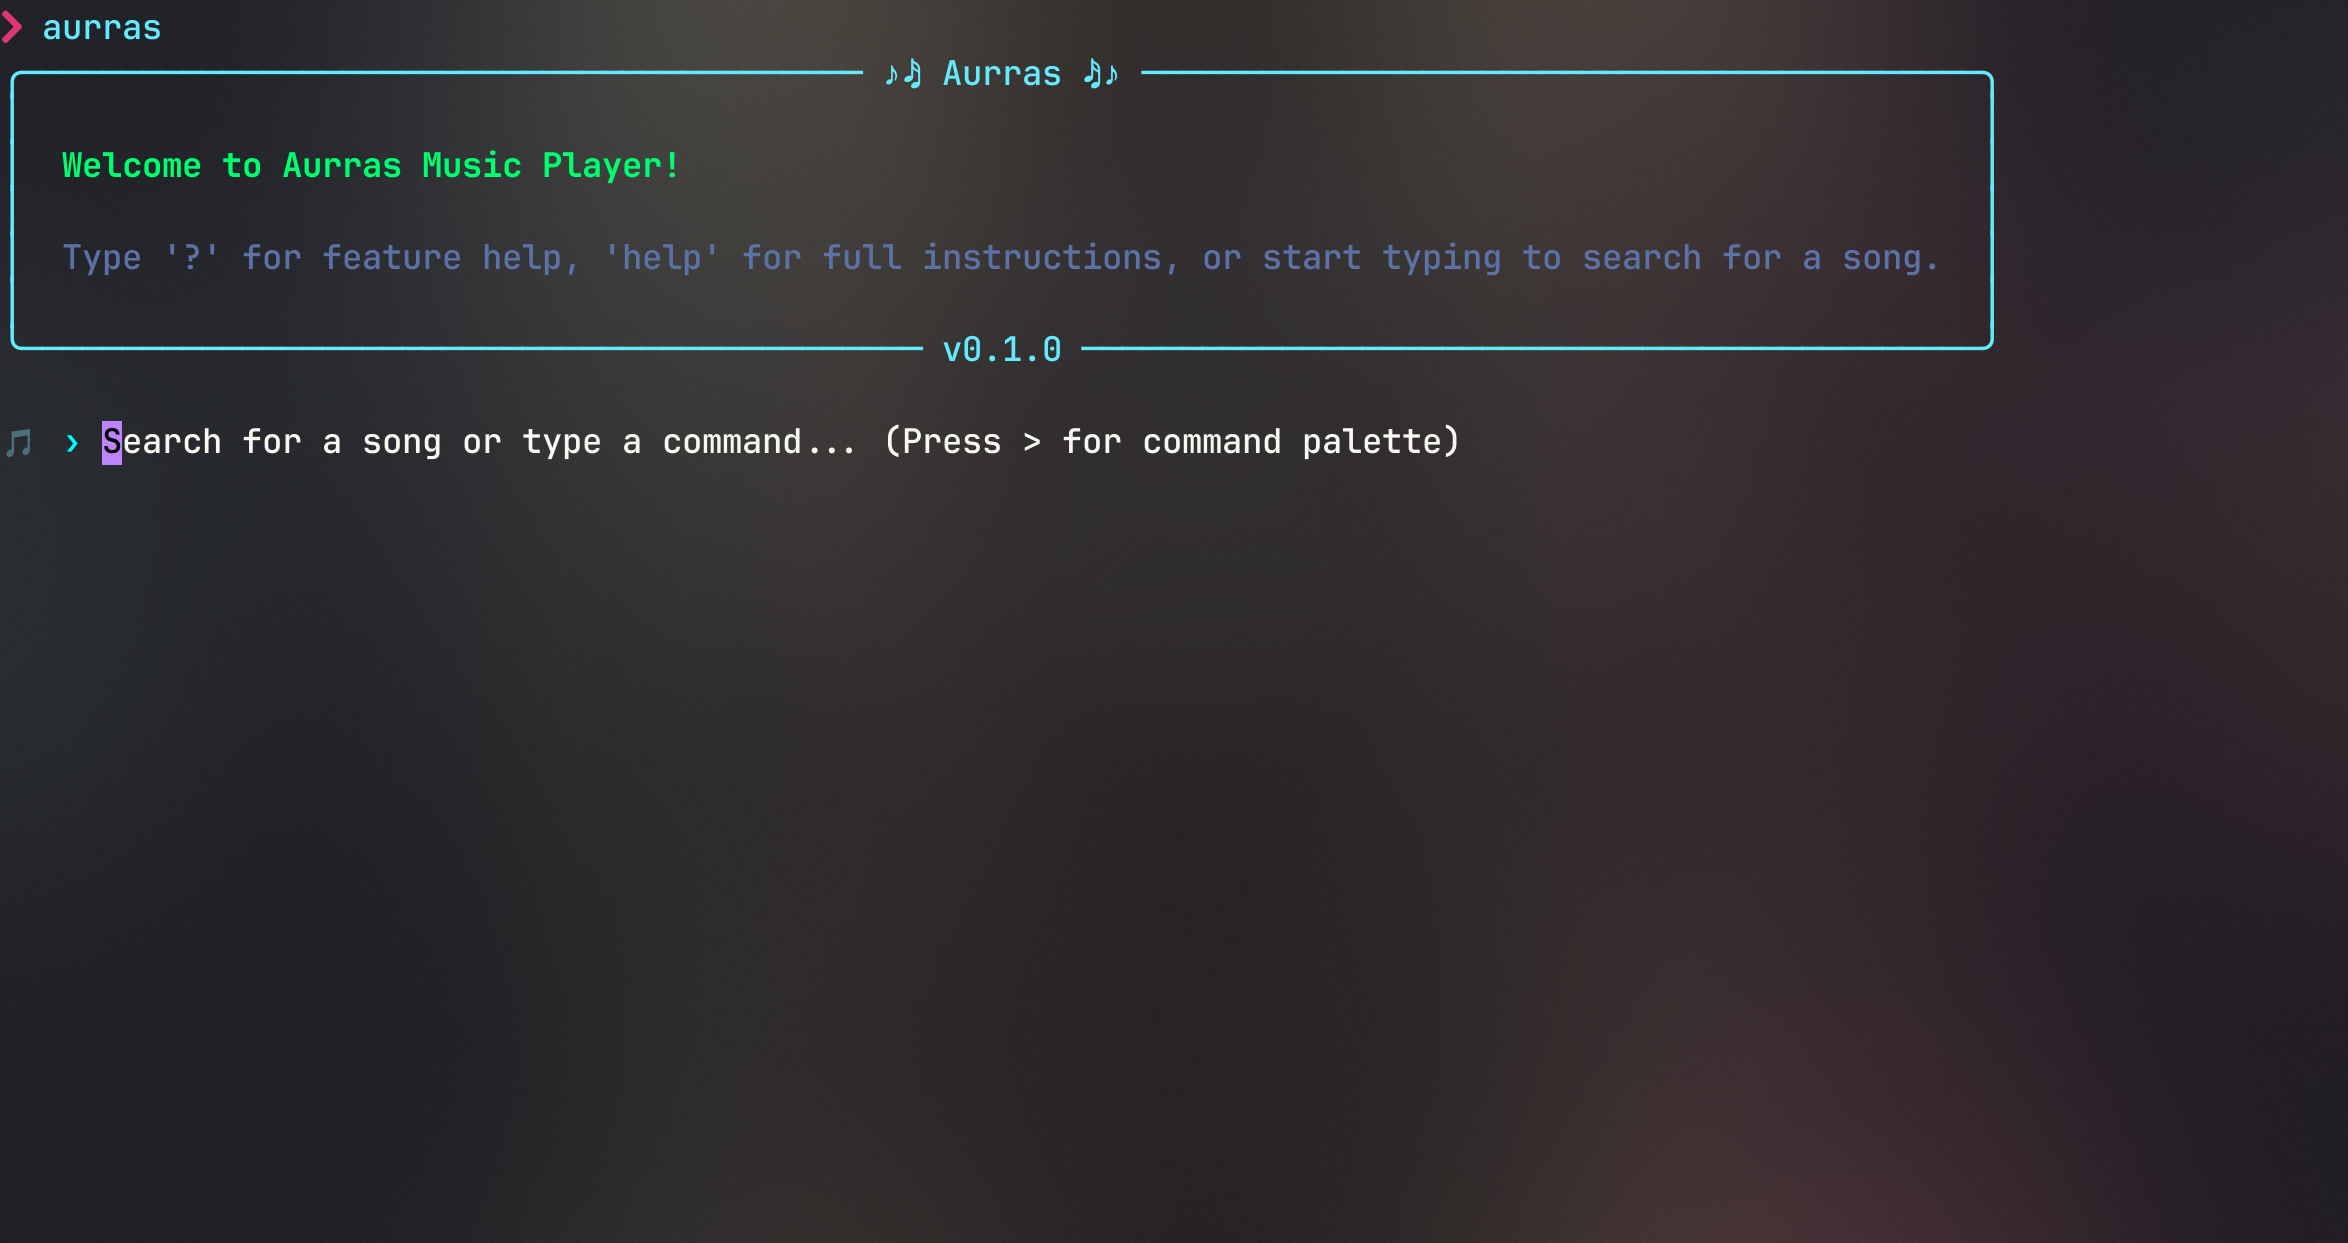 ❯ aurras
♪♬ Aurras ♬♪
Welcome to Aurras Music Player!
Type '?' for feature help, 'help' for full instructions, or start typing to search for a song.
v0.1.0
🎵 › Search for a song or type a command... (Press > for command palette)